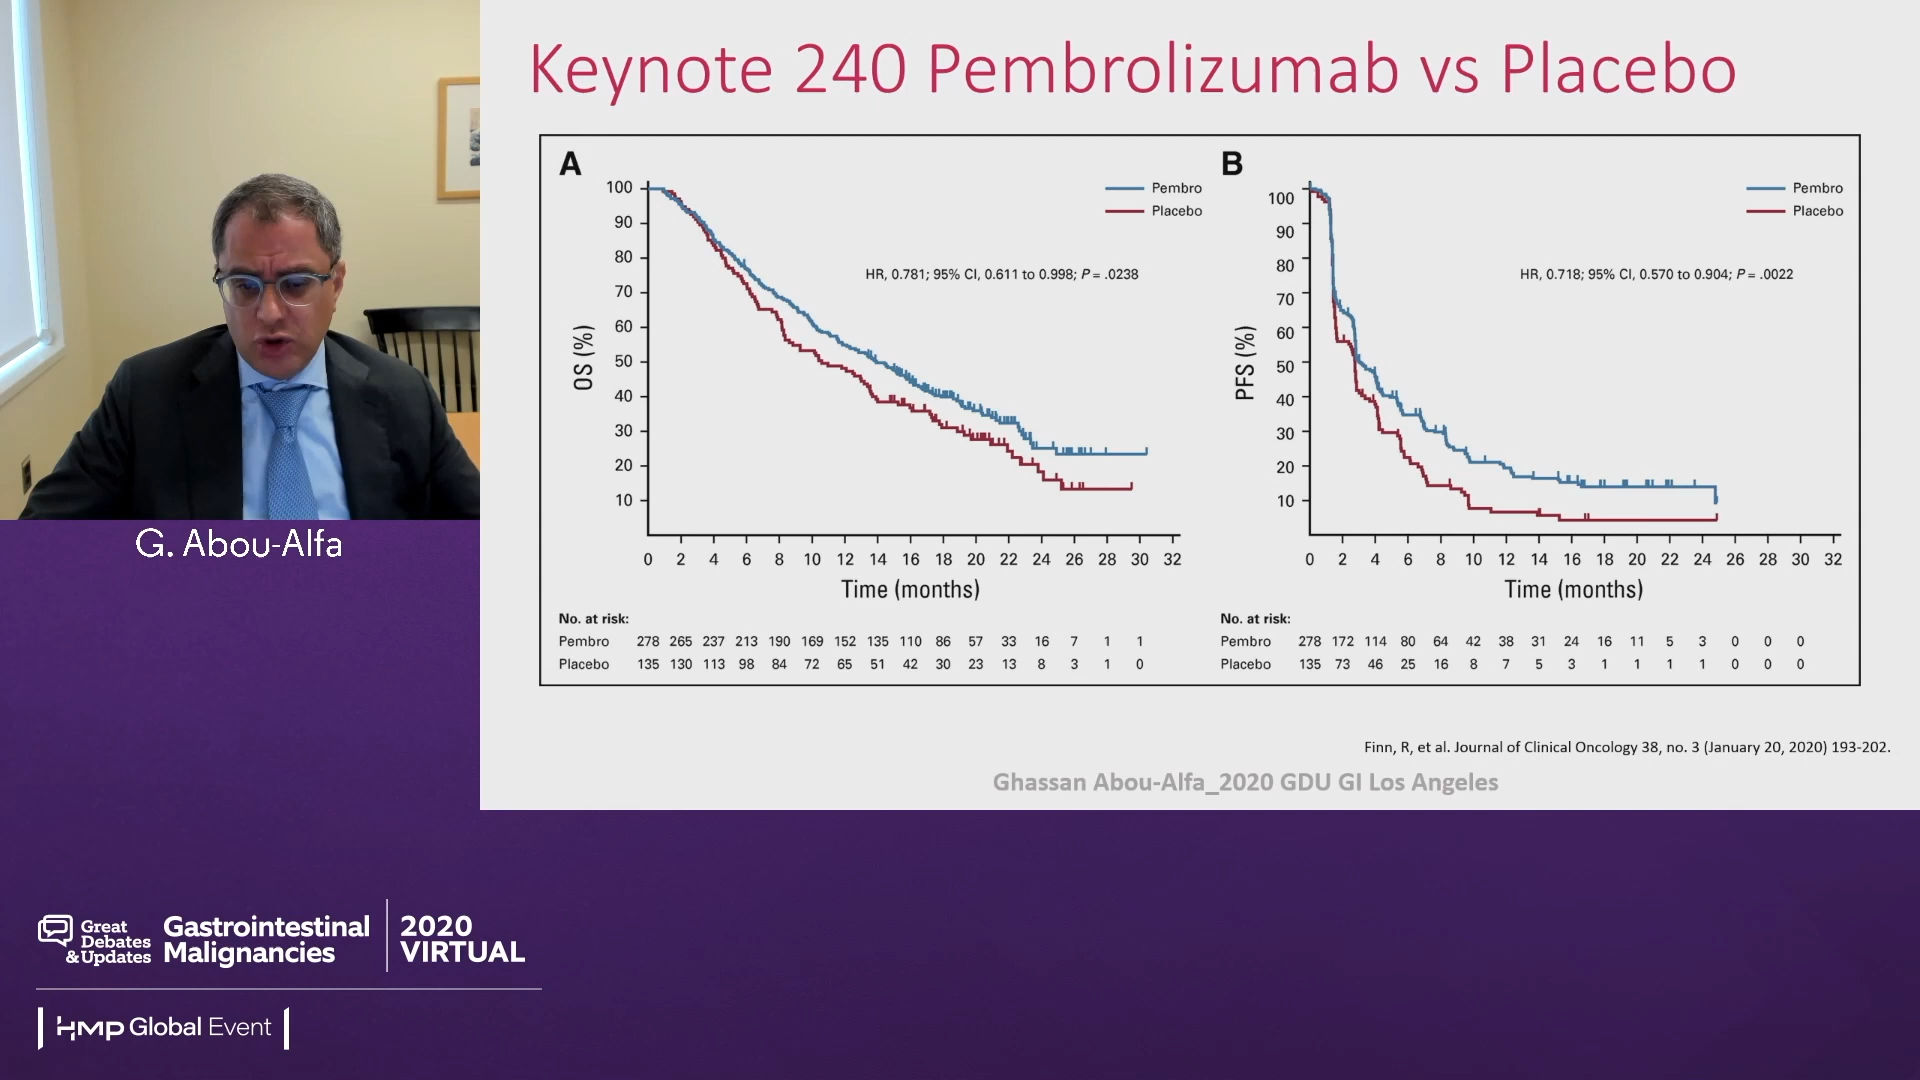 Keynote 240 Pembrolizumab vs Placebo
A
Pembro
Placebo
HR, 0.781; 95% CI, 0.611 to 0.998; P = .0238
OS (%)
100
90
80
70
60
50
40
30
20
10
0 2 4 6 8 10 12 14 16 18 20 22 24 26 28 30 32
Time (months)
No. at risk:
Pembro 278 265 237 213 190 169 152 135 110 86 57 33 16 7 1 1
Placebo 135 130 113 98 84 72 65 51 42 30 23 13 8 3 1 0
B
Pembro
Placebo
HR, 0.718; 95% CI, 0.570 to 0.904; P = .0022
PFS (%)
100
90
80
70
60
50
40
30
20
10
0 2 4 6 8 10 12 14 16 18 20 22 24 26 28 30 32
Time (months)
No. at risk:
Pembro 278 172 114 80 64 42 38 31 24 16 11 5 3 0 0 0
Placebo 135 73 46 25 16 8 7 5 3 1 1 1 1 0 0 0
Finn, R, et al. Journal of Clinical Oncology 38, no. 3 (January 20, 2020) 193-202.
Ghassan Abou-Alfa_2020 GDU GI Los Angeles
G. Abou-Alfa
Great
Debates
&Updates
Gastrointestinal
Malignancies
2020
VIRTUAL
HMP Global Event